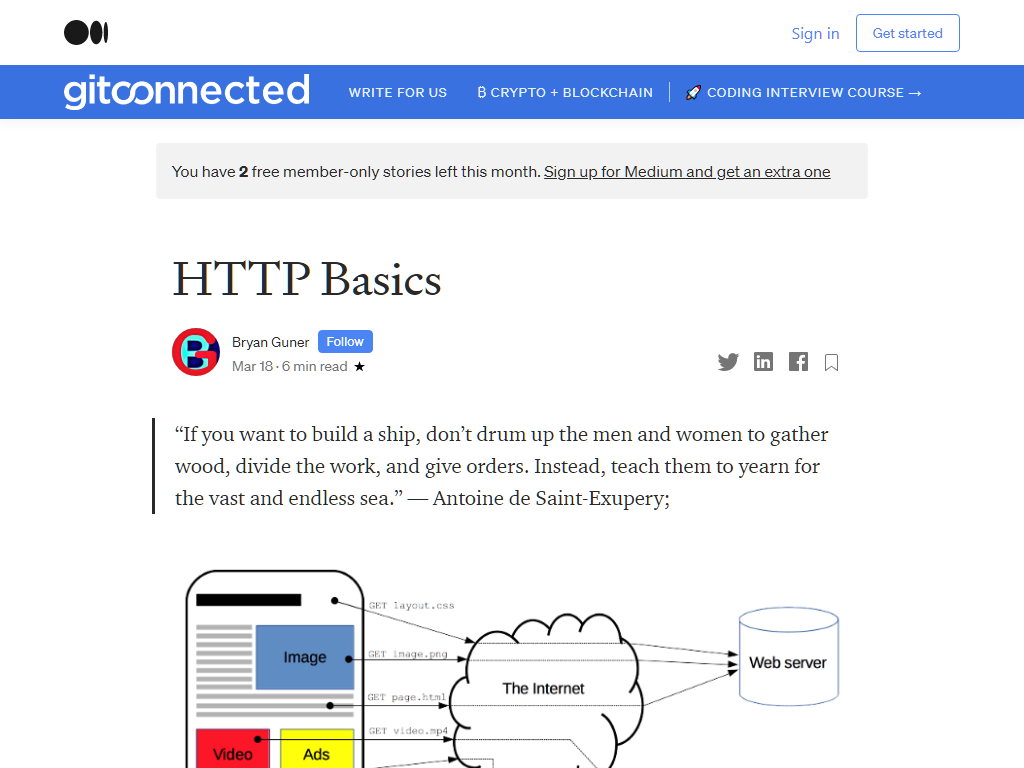 Sign in
Get started
gitconnected
WRITE FOR US
₿ CRYPTO + BLOCKCHAIN
🚀 CODING INTERVIEW COURSE →
You have 2 free member-only stories left this month. Sign up for Medium and get an extra one
HTTP Basics
Bryan Guner
Follow
Mar 18 · 6 min read ★
“If you want to build a ship, don’t drum up the men and women to gather
wood, divide the work, and give orders. Instead, teach them to yearn for
the vast and endless sea.” — Antoine de Saint-Exupery;
GET layout.css
GET image.png
Image
The Internet
Web server
GET page.html
GET video.mp4
Video
Ads